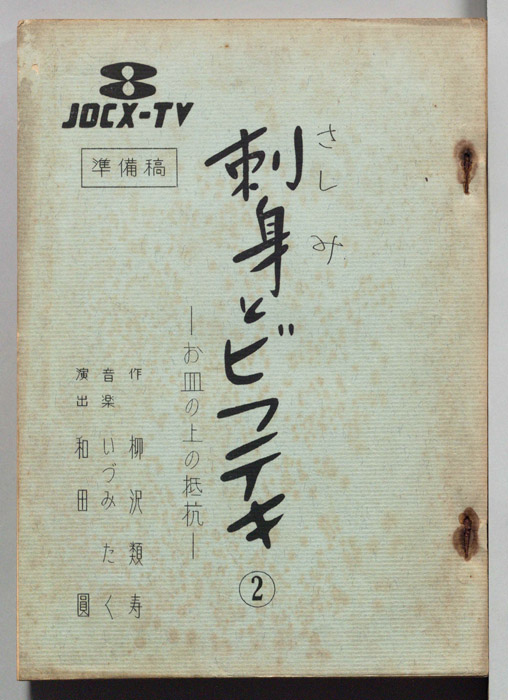 8
JOCX-TV
準備稿
さしみ
刺身とビフテキ
②
―お皿の上の抵抗―
作 柳沢類寿
音楽 いづみたく
演出 和田圓